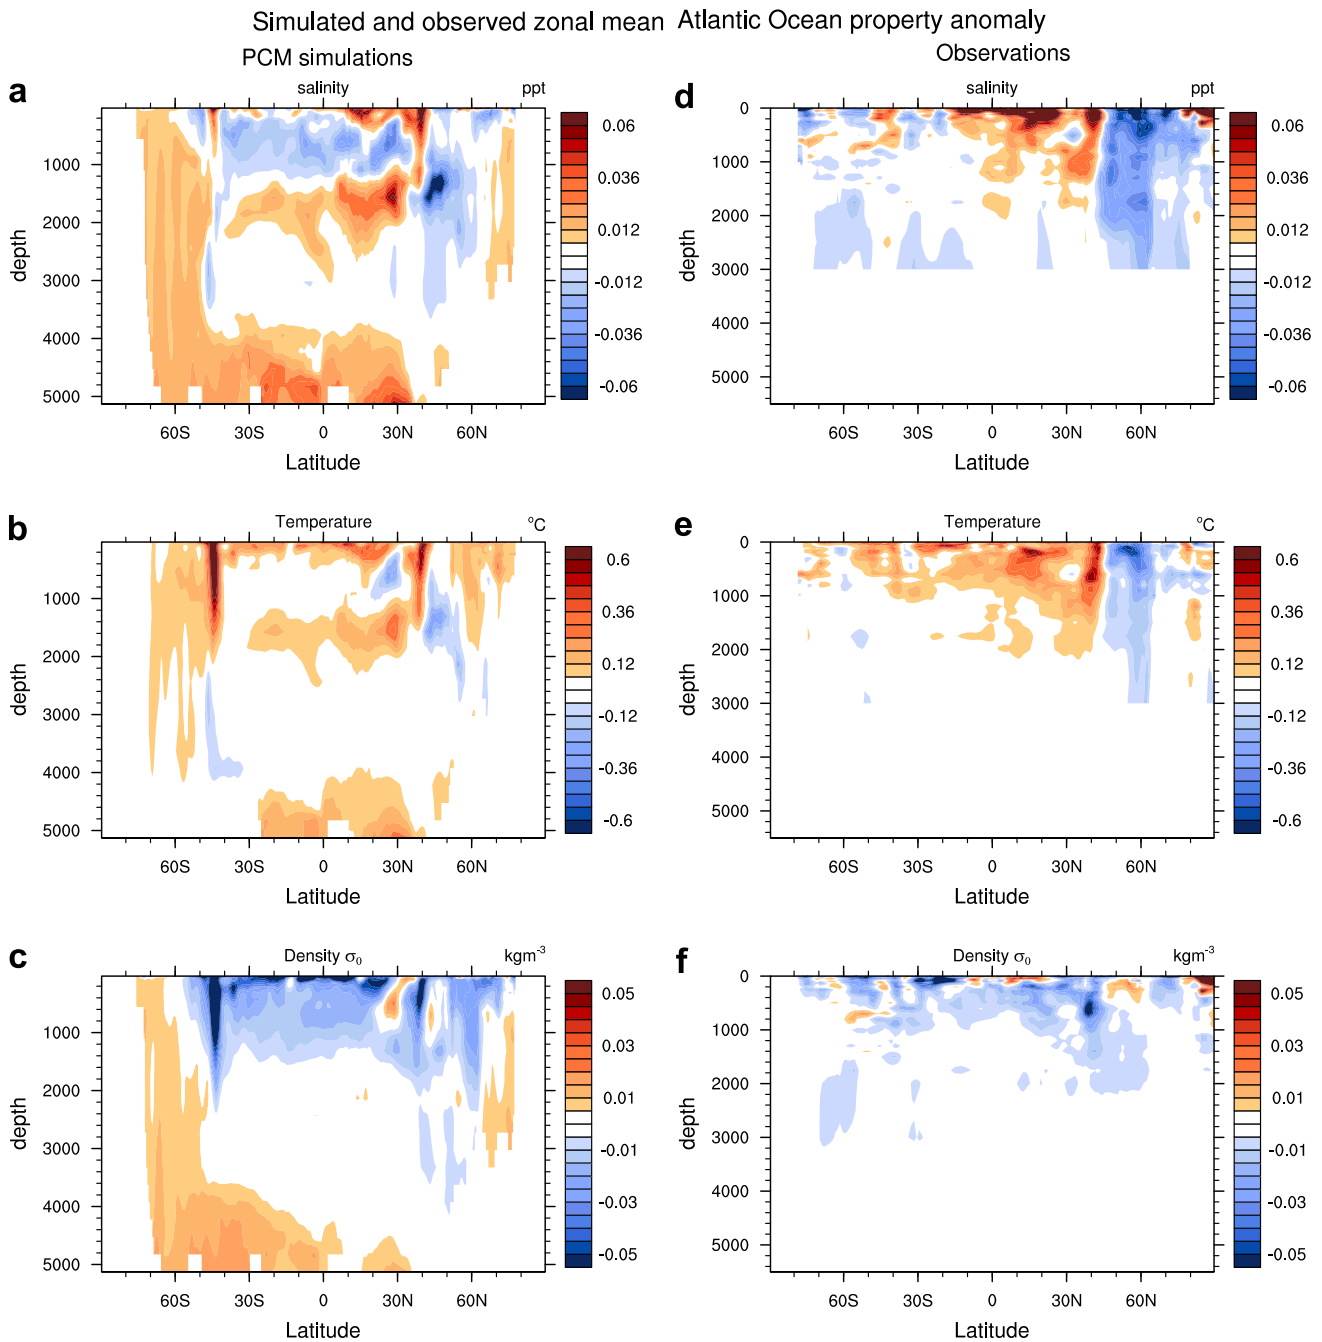 Simulated and observed zonal mean Atlantic Ocean property anomaly
PCM simulations
Observations
a
salinity
ppt
0.06
0.036
0.012
-0.012
-0.036
-0.06
1000
2000
3000
4000
5000
depth
60S
30S
0
30N
60N
Latitude
d
salinity
ppt
0.06
0.036
0.012
-0.012
-0.036
-0.06
0
1000
2000
3000
4000
5000
depth
60S
30S
0
30N
60N
Latitude
b
Temperature
°C
0.6
0.36
0.12
-0.12
-0.36
-0.6
1000
2000
3000
4000
5000
depth
60S
30S
0
30N
60N
Latitude
e
Temperature
°C
0.6
0.36
0.12
-0.12
-0.36
-0.6
0
1000
2000
3000
4000
5000
depth
60S
30S
0
30N
60N
Latitude
c
Density σ₀
kgm⁻³
0.05
0.03
0.01
-0.01
-0.03
-0.05
1000
2000
3000
4000
5000
depth
60S
30S
0
30N
60N
Latitude
f
Density σ₀
kgm⁻³
0.05
0.03
0.01
-0.01
-0.03
-0.05
0
1000
2000
3000
4000
5000
depth
60S
30S
0
30N
60N
Latitude